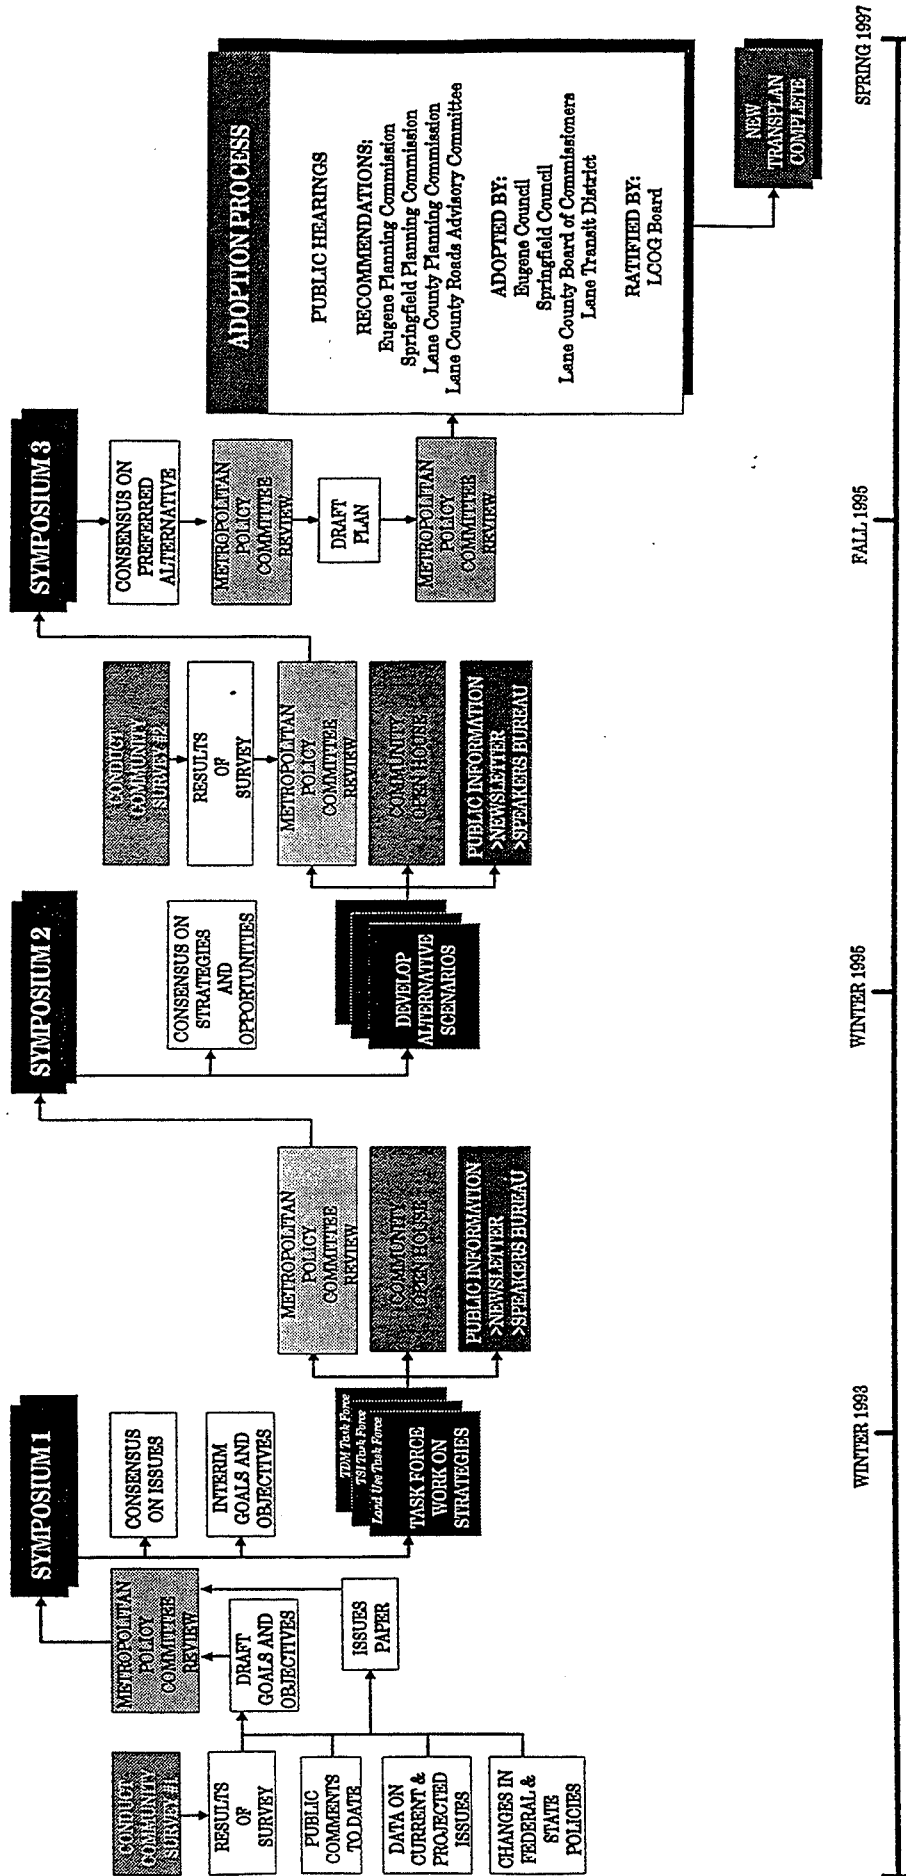 CONDUCT
COMMUNITY
SURVEY #1
RESULTS
OF
SURVEY
PUBLIC
COMMENTS
TO DATE
DATA ON
CURRENT &
PROJECTED
ISSUES
CHANGES IN
FEDERAL &
STATE
POLICIES
METROPOLITAN
POLICY
COMMITTEE
REVIEW
DRAFT
GOALS AND
OBJECTIVES
ISSUES
PAPER
SYMPOSIUM 1
CONSENSUS
ON ISSUES
INTERIM
GOALS AND
OBJECTIVES
TDM Task Force
TSI Task Force
Land Use Task Force
TASK FORCE
WORK ON
STRATEGIES
METROPOLITAN
POLICY
COMMITTEE
REVIEW
COMMUNITY
OPEN HOUSE
PUBLIC INFORMATION
>NEWSLETTER
>SPEAKERS BUREAU
SYMPOSIUM 2
CONSENSUS ON
STRATEGIES
AND
OPPORTUNITIES
DEVELOP
ALTERNATIVE
SCENARIOS
CONDUCT
COMMUNITY
SURVEY #2
RESULTS
OF
SURVEY
METROPOLITAN
POLICY
COMMITTEE
REVIEW
COMMUNITY
OPEN HOUSE
PUBLIC INFORMATION
>NEWSLETTER
>SPEAKERS BUREAU
SYMPOSIUM 3
CONSENSUS ON
PREFERRED
ALTERNATIVE
METROPOLITAN
POLICY
COMMITTEE
REVIEW
DRAFT
PLAN
METROPOLITAN
POLICY
COMMITTEE
REVIEW
ADOPTION PROCESS
PUBLIC HEARINGS
RECOMMENDATIONS:
Eugene Planning Commission
Springfield Planning Commission
Lane County Planning Commission
Lane County Roads Advisory Committee
ADOPTED BY:
Eugene Council
Springfield Council
Lane County Board of Commissioners
Lane Transit District
RATIFIED BY:
LCOG Board
NEW
TRANSPLAN
COMPLETE
WINTER 1993
WINTER 1995
FALL 1995
SPRING 1997